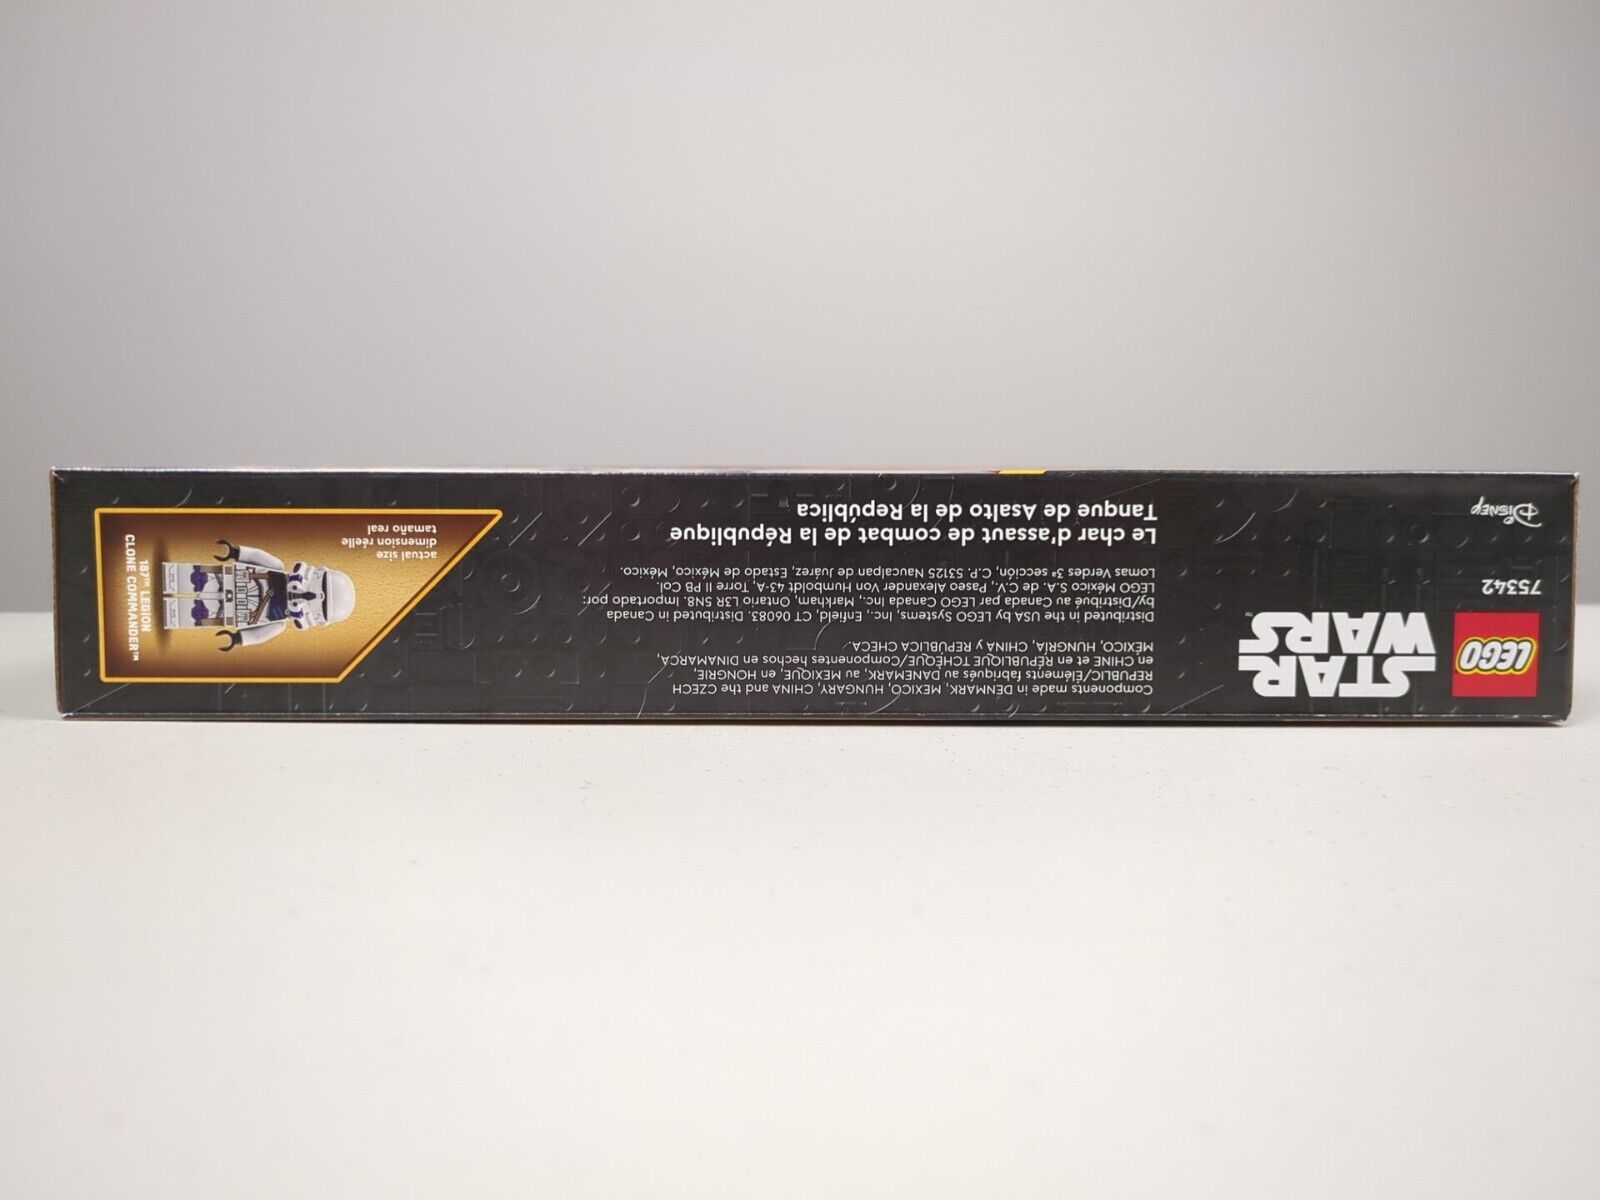 LEGO
STAR
WARS™
75342
Disney
Components made in DENMARK, MEXICO, HUNGARY, CHINA and the CZECH
REPUBLIC/Éléments fabriqués au DANEMARK, au MEXIQUE, en HONGRIE,
en CHINE et en RÉPUBLIQUE TCHÈQUE/Componentes hechos en DINAMARCA,
MÉXICO, HUNGRÍA, CHINA y REPÚBLICA CHECA.
Distributed in the USA by LEGO Systems, Inc., Enfield, CT 06083. Distributed in Canada
by/Distribué au Canada par LEGO Canada Inc., Markham, Ontario L3R 5N8. Importado por:
LEGO México S.A. de C.V., Paseo Alexander Von Humboldt 43-A, Torre II PB Col.
Lomas Verdes 3ª sección, C.P. 53125 Naucalpan de Juárez, Estado de México, México.
Le char d'assaut de combat de la République
Tanque de Asalto de la República
187TH LEGION
CLONE COMMANDER™
actual size
dimension réelle
tamaño real